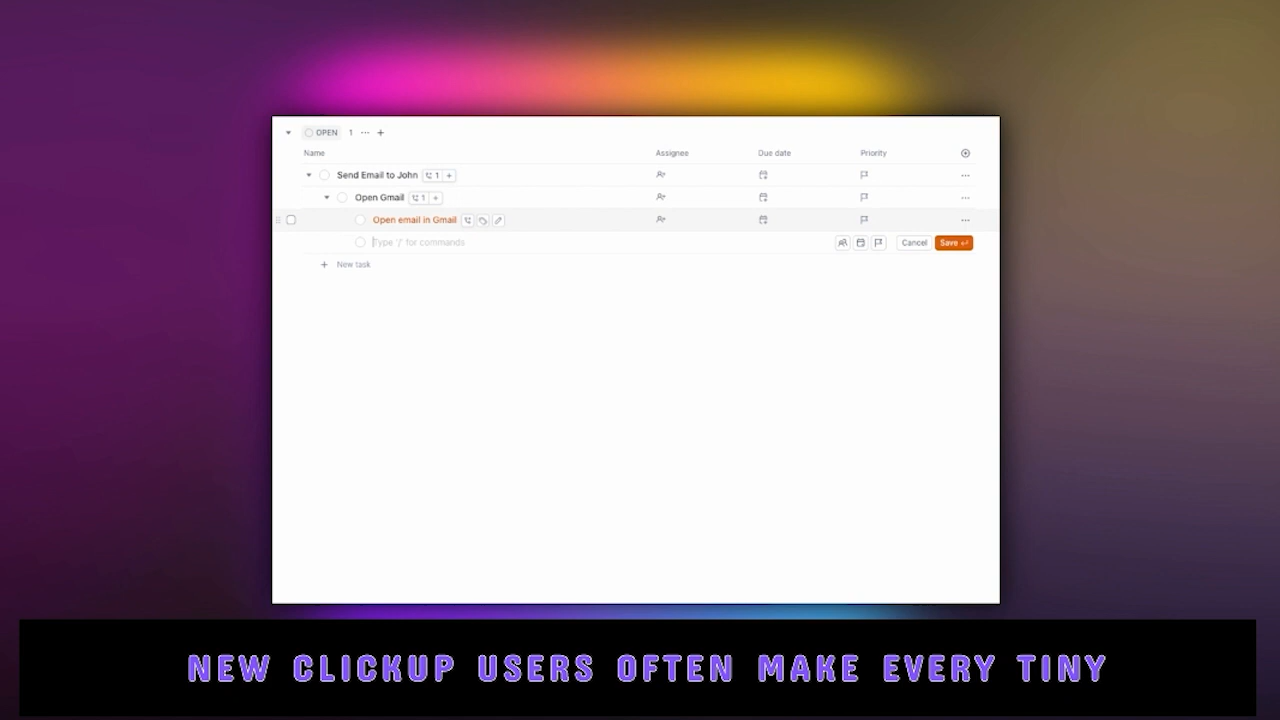 OPEN 1 ... +
Name Assignee Due date Priority
Send Email to John 1 +
Open Gmail 1 +
Open email in Gmail
Type '/' for commands Cancel Save
+ New task
NEW CLICKUP USERS OFTEN MAKE EVERY TINY